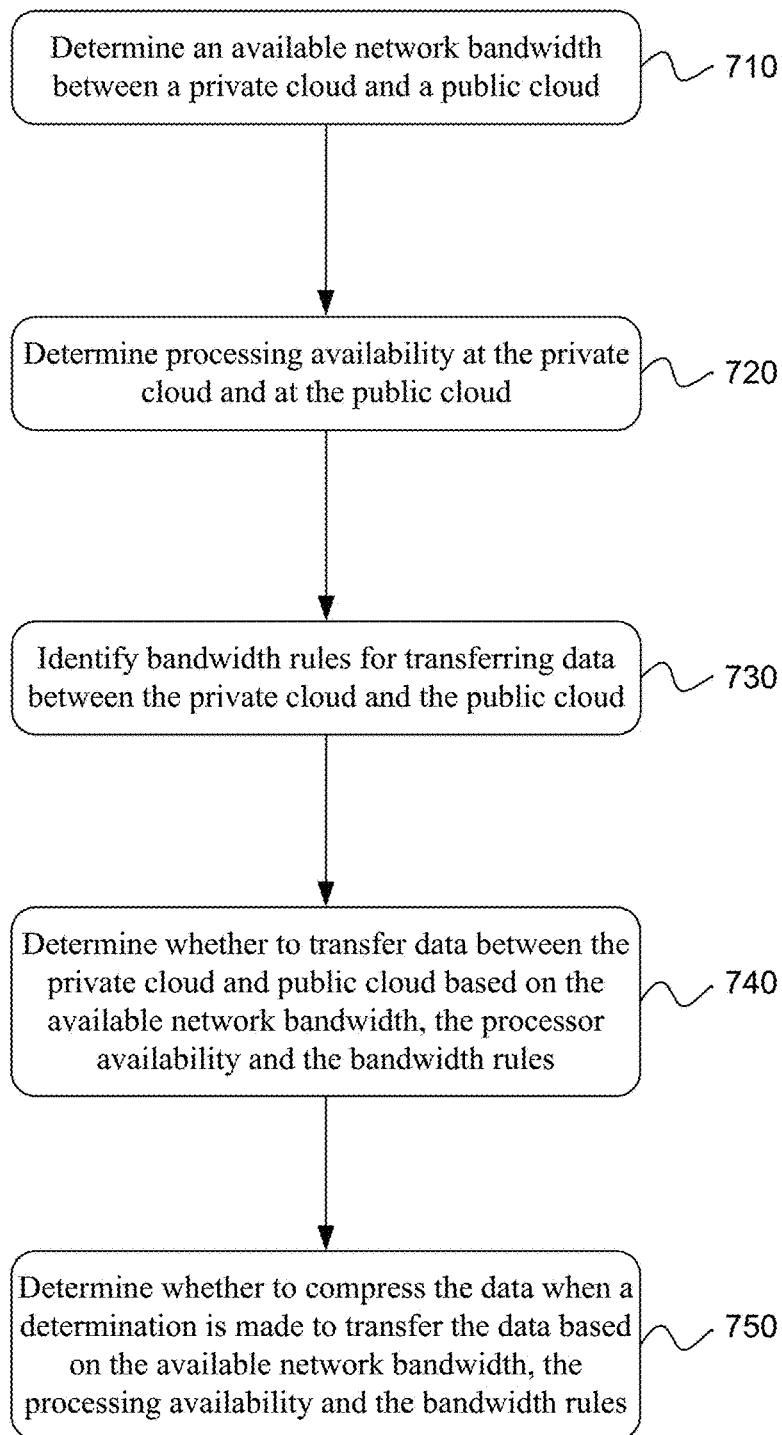 Determine an available network bandwidth
between a private cloud and a public cloud
710
Determine processing availability at the private
cloud and at the public cloud
720
Identify bandwidth rules for transferring data
between the private cloud and the public cloud
730
Determine whether to transfer data between the
private cloud and public cloud based on the
available network bandwidth, the processor
availability and the bandwidth rules
740
Determine whether to compress the data when a
determination is made to transfer the data based
on the available network bandwidth, the
processing availability and the bandwidth rules
750